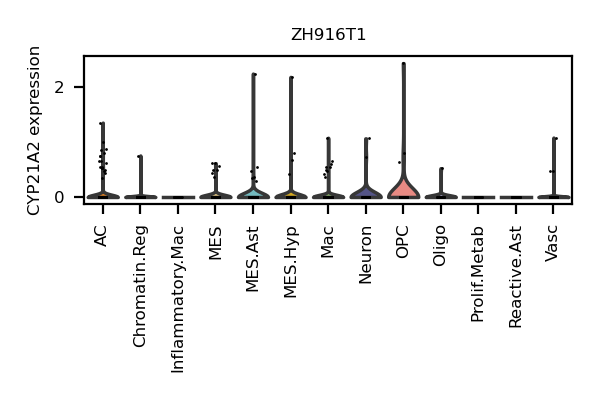 ZH916T1
CYP21A2 expression
2
0
AC
Chromatin.Reg
Inflammatory.Mac
MES
MES.Ast
MES.Hyp
Mac
Neuron
OPC
Oligo
Prolif.Metab
Reactive.Ast
Vasc